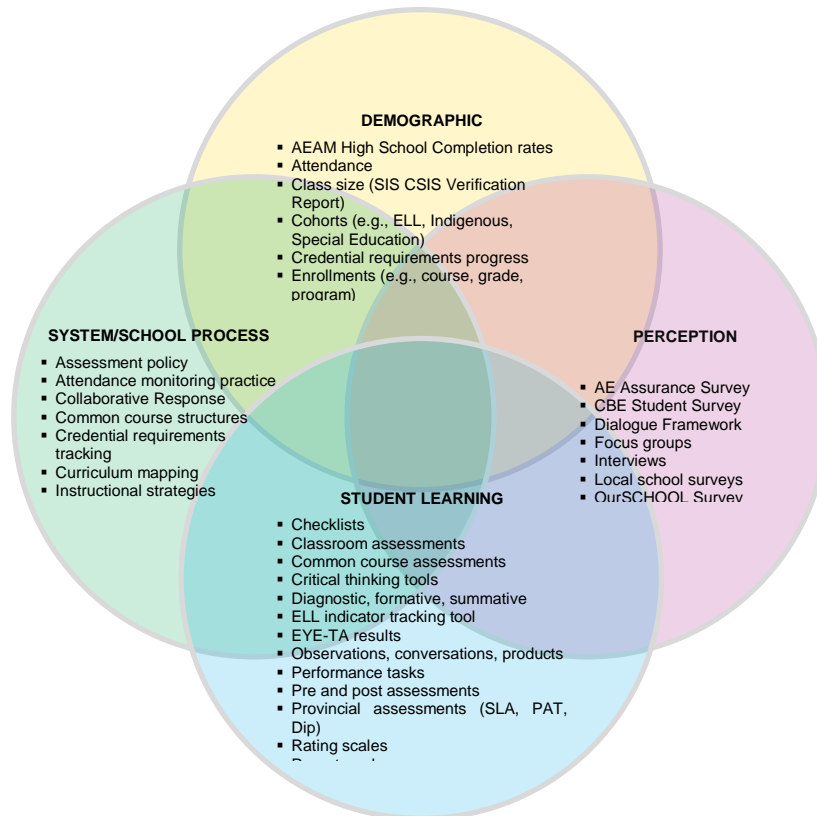 DEMOGRAPHIC
▪ AEAM High School Completion rates
▪ Attendance
▪ Class size (SIS CSIS Verification
Report)
▪ Cohorts (e.g., ELL, Indigenous,
Special Education)
▪ Credential requirements progress
▪ Enrollments (e.g., course, grade,
program)
SYSTEM/SCHOOL PROCESS
▪ Assessment policy
▪ Attendance monitoring practice
▪ Collaborative Response
▪ Common course structures
▪ Credential requirements
tracking
▪ Curriculum mapping
▪ Instructional strategies
PERCEPTION
▪ AE Assurance Survey
▪ CBE Student Survey
▪ Dialogue Framework
▪ Focus groups
▪ Interviews
▪ Local school surveys
▪ OurSCHOOL Survey
STUDENT LEARNING
▪ Checklists
▪ Classroom assessments
▪ Common course assessments
▪ Critical thinking tools
▪ Diagnostic, formative, summative
▪ ELL indicator tracking tool
▪ EYE-TA results
▪ Observations, conversations, products
▪ Performance tasks
▪ Pre and post assessments
▪ Provincial assessments (SLA, PAT,
Dip)
▪ Rating scales